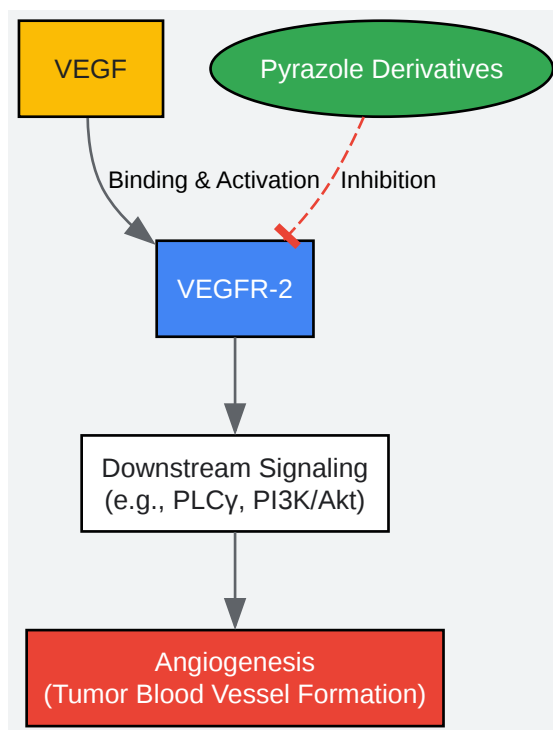 VEGF
Pyrazole Derivatives
Binding & Activation
Inhibition
VEGFR-2
Downstream Signaling
(e.g., PLCγ, PI3K/Akt)
Angiogenesis
(Tumor Blood Vessel Formation)